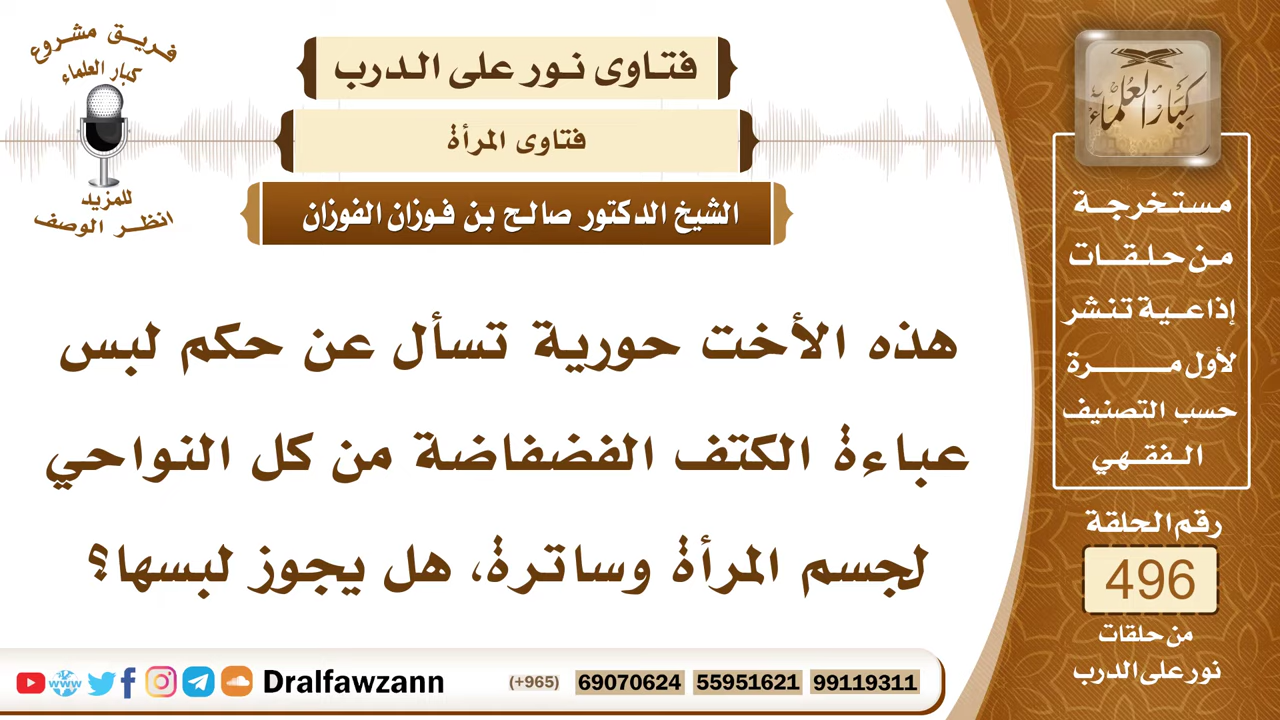 فريق مشروع
كبار العلماء
للمزيد
انظر الوصف
فتاوى نور على الدرب
فتاوى المرأة
الشيخ الدكتور صالح بن فوزان الفوزان
هذه الأخت حورية تسأل عن حكم لبس
عباءة الكتف الفضفاضة من كل النواحي
لجسم المرأة وساترة، هل يجوز لبسها؟
كبار العلماء
مستخرجة
من حلقات
إذاعية تنشر
لأول مرة
حسب التصنيف
الفقهي
رقم الحلقة
496
من حلقات
نور على الدرب
www
Dralfawzann
(+965) 69070624 55951621 99119311